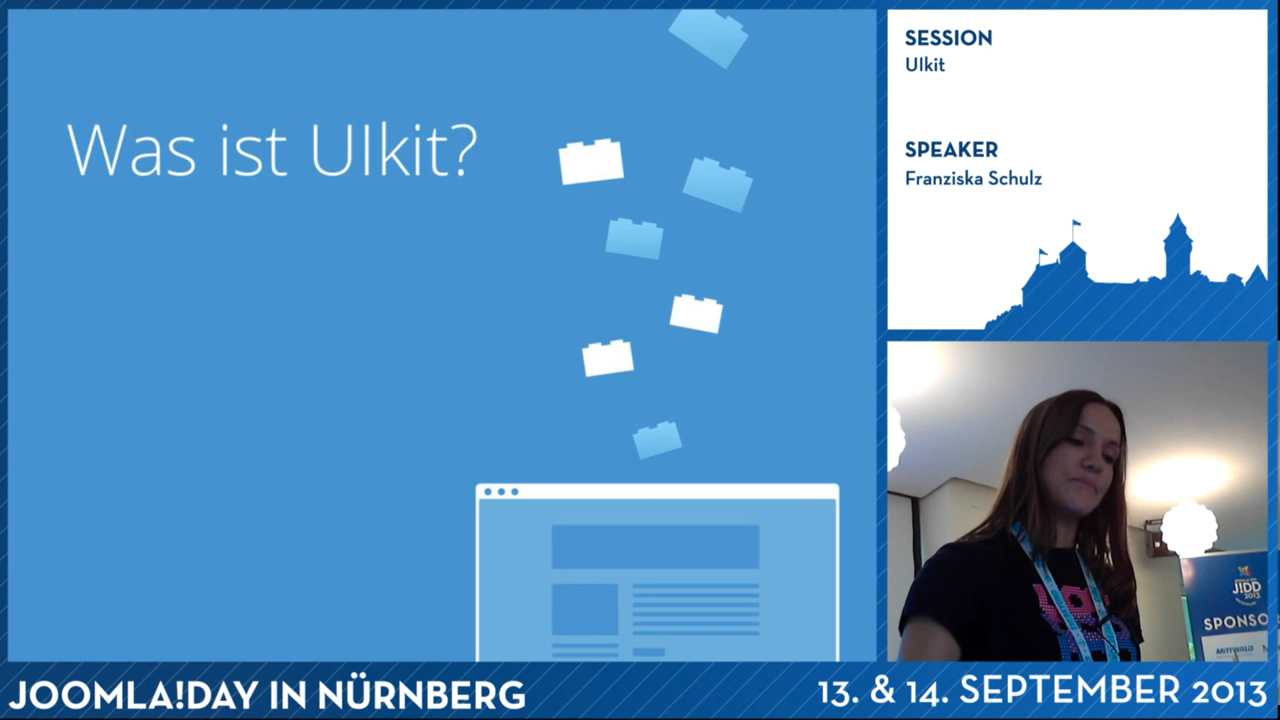 Was ist UIkit?
SESSION
UIkit
SPEAKER
Franziska Schulz
JIDD
2013
SPONSO
MITTWALD
JOOMLA!DAY IN NÜRNBERG
13. & 14. SEPTEMBER 2013